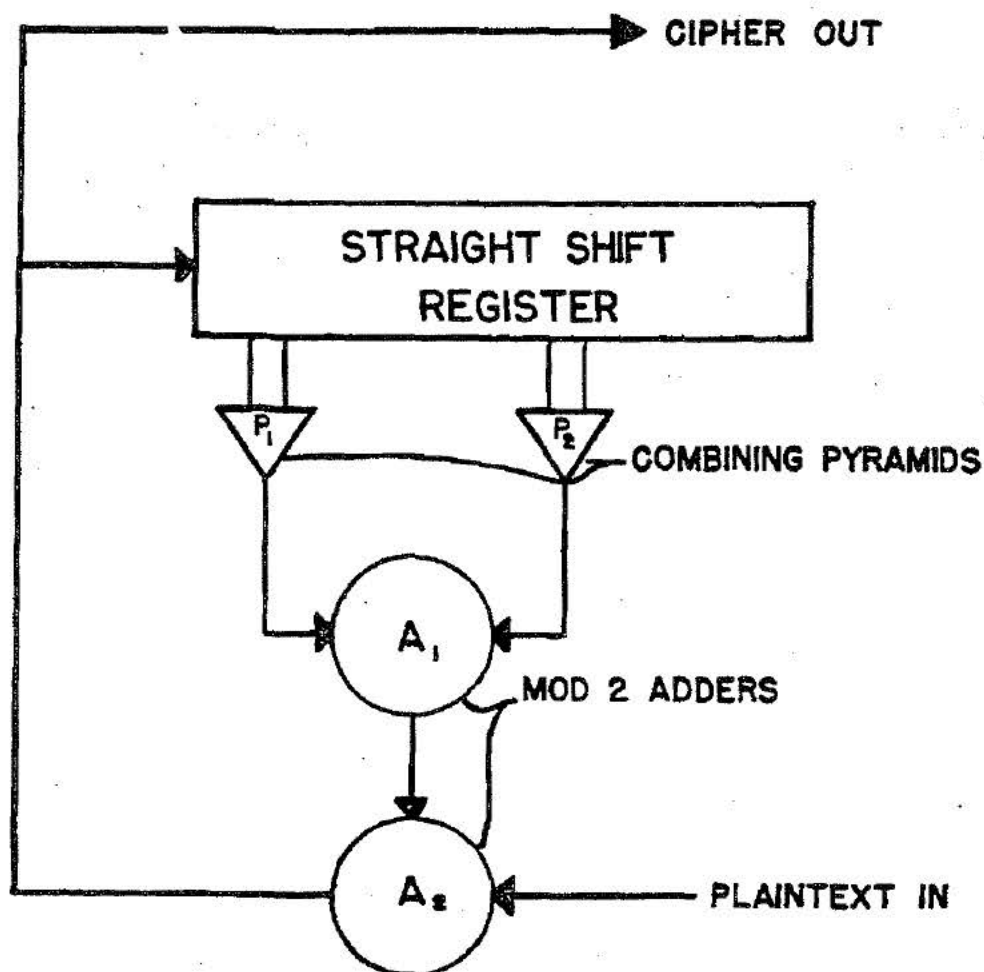 CIPHER OUT
STRAIGHT SHIFT
REGISTER
P1
P2
COMBINING PYRAMIDS
A1
MOD 2 ADDERS
A2
PLAINTEXT IN